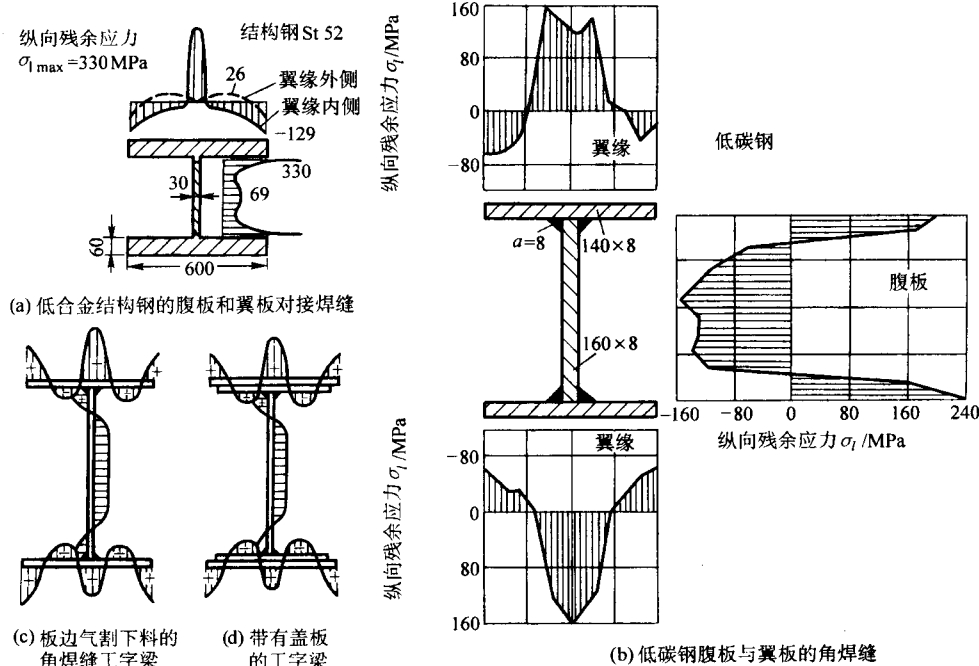 纵向残余应力
σl max =330MPa
结构钢St 52
26
翼缘外侧
翼缘内侧
-129
330
30
69
60
600
(a) 低合金结构钢的腹板和翼板对接焊缝
(c) 板边气割下料的
角焊缝工字梁
(d) 带有盖板
的工字梁
纵向残余应力σl/MPa
160
80
0
-80
翼缘
低碳钢
a=8
140×8
160×8
腹板
-160 -80 0 80 160 240
纵向残余应力σl /MPa
纵向残余应力σl /MPa
翼缘
-80
0
80
160
(b) 低碳钢腹板与翼板的角焊缝